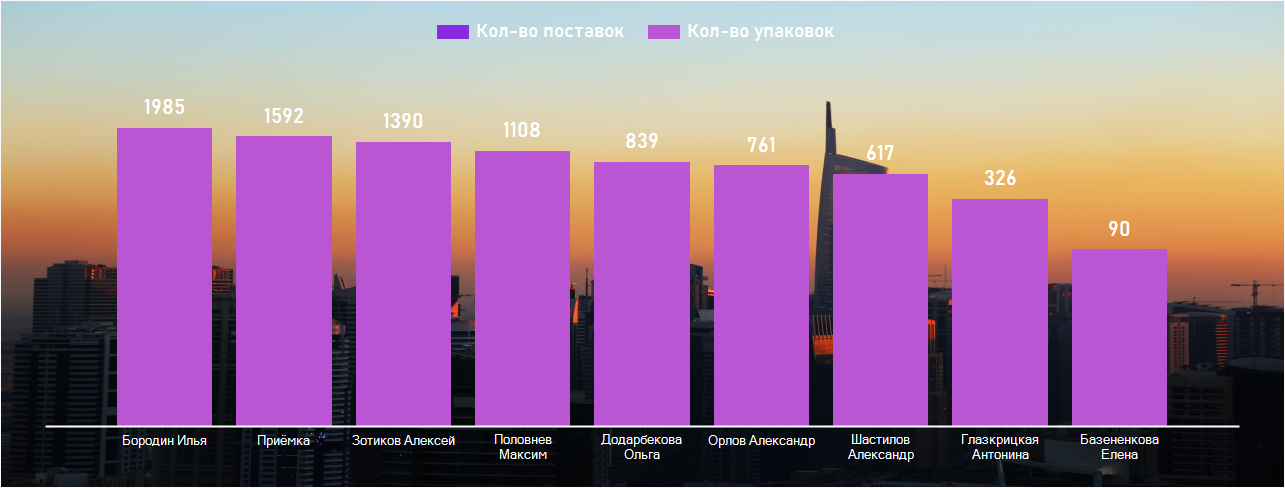 Кол-во поставок Кол-во упаковок
1985 1592 1390 1108 839 761 617 326 90
Бородин Илья Приёмка Зотиков Алексей Половнев Максим Додарбекова Ольга Орлов Александр Шастилов Александр Глазкрицкая Антонина Базененкова Елена